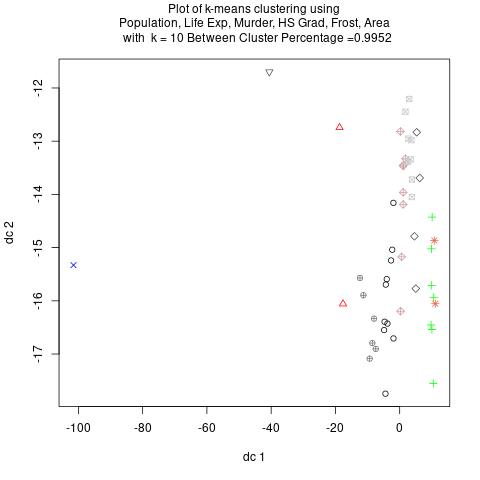 Plot of k-means clustering using
Population, Life Exp, Murder, HS Grad, Frost, Area
with k = 10 Between Cluster Percentage =0.9952
-12
-13
-14
-15
-16
-17
dc 2
-100
-80
-60
-40
-20
0
dc 1